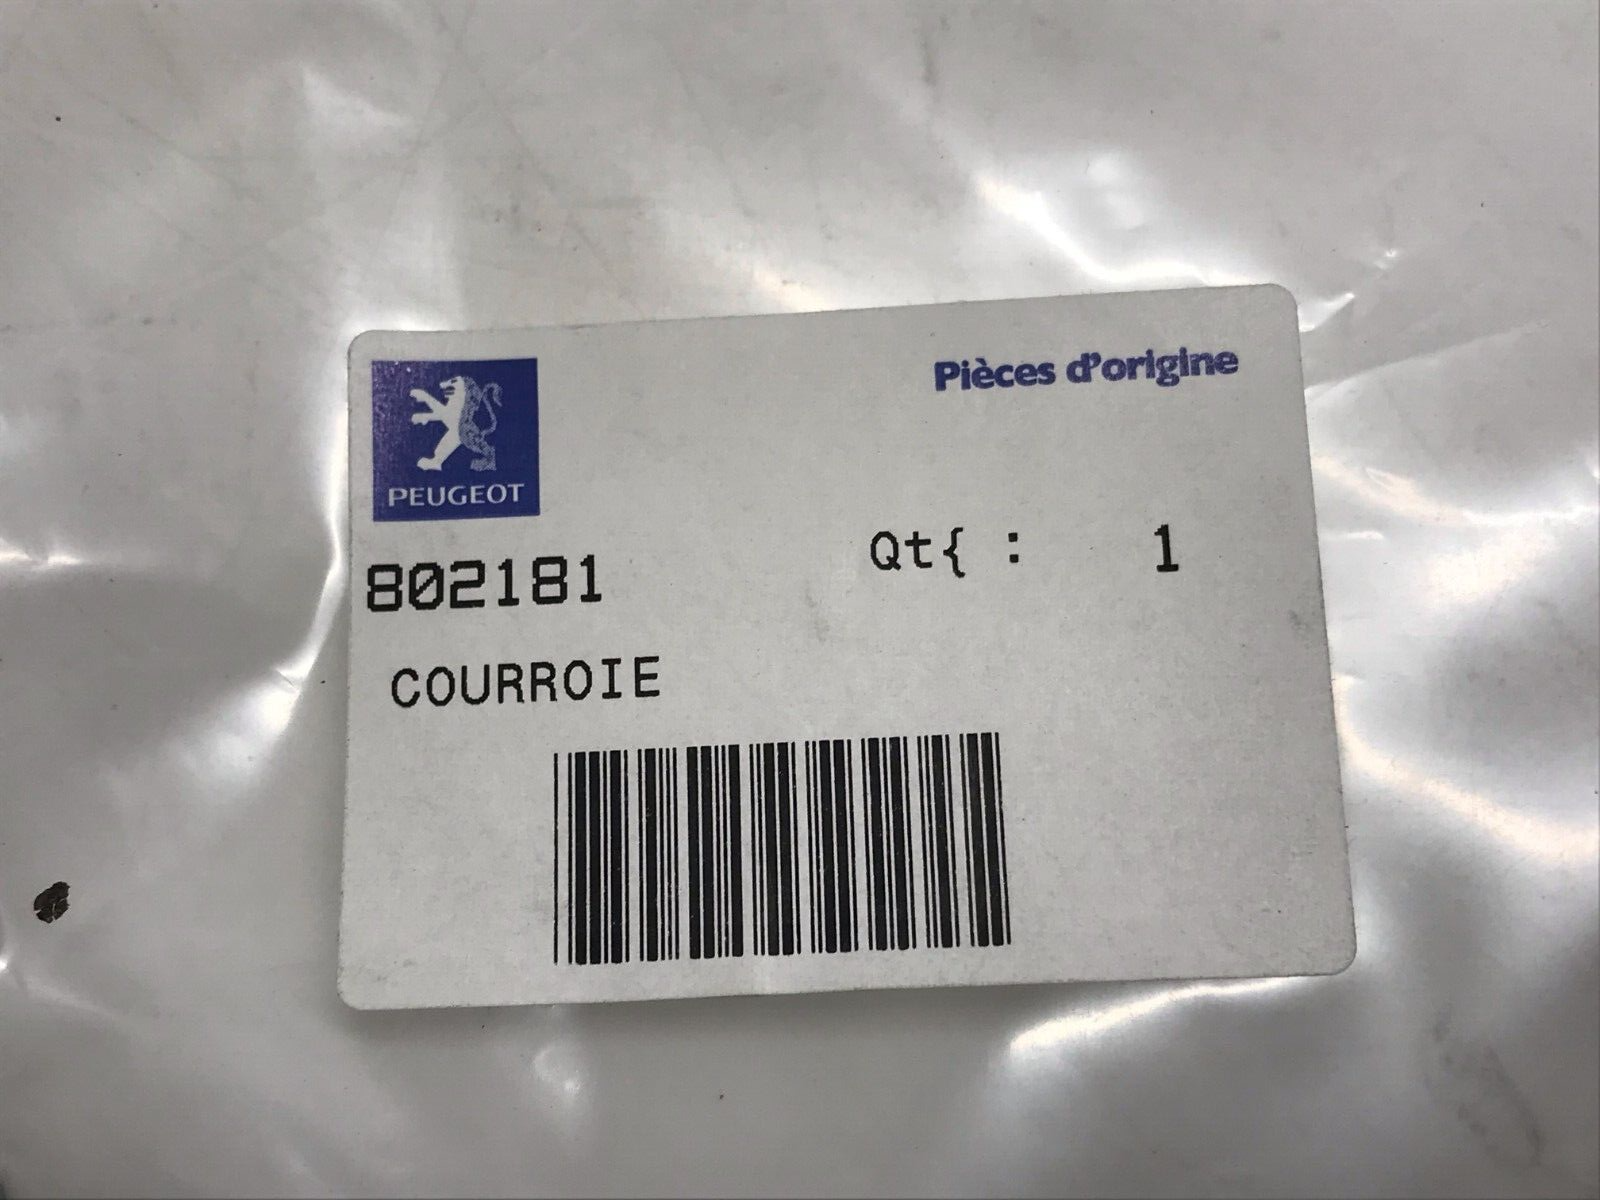 Pièces d'origine
PEUGEOT
Qt{ : 1
802181
COURROIE